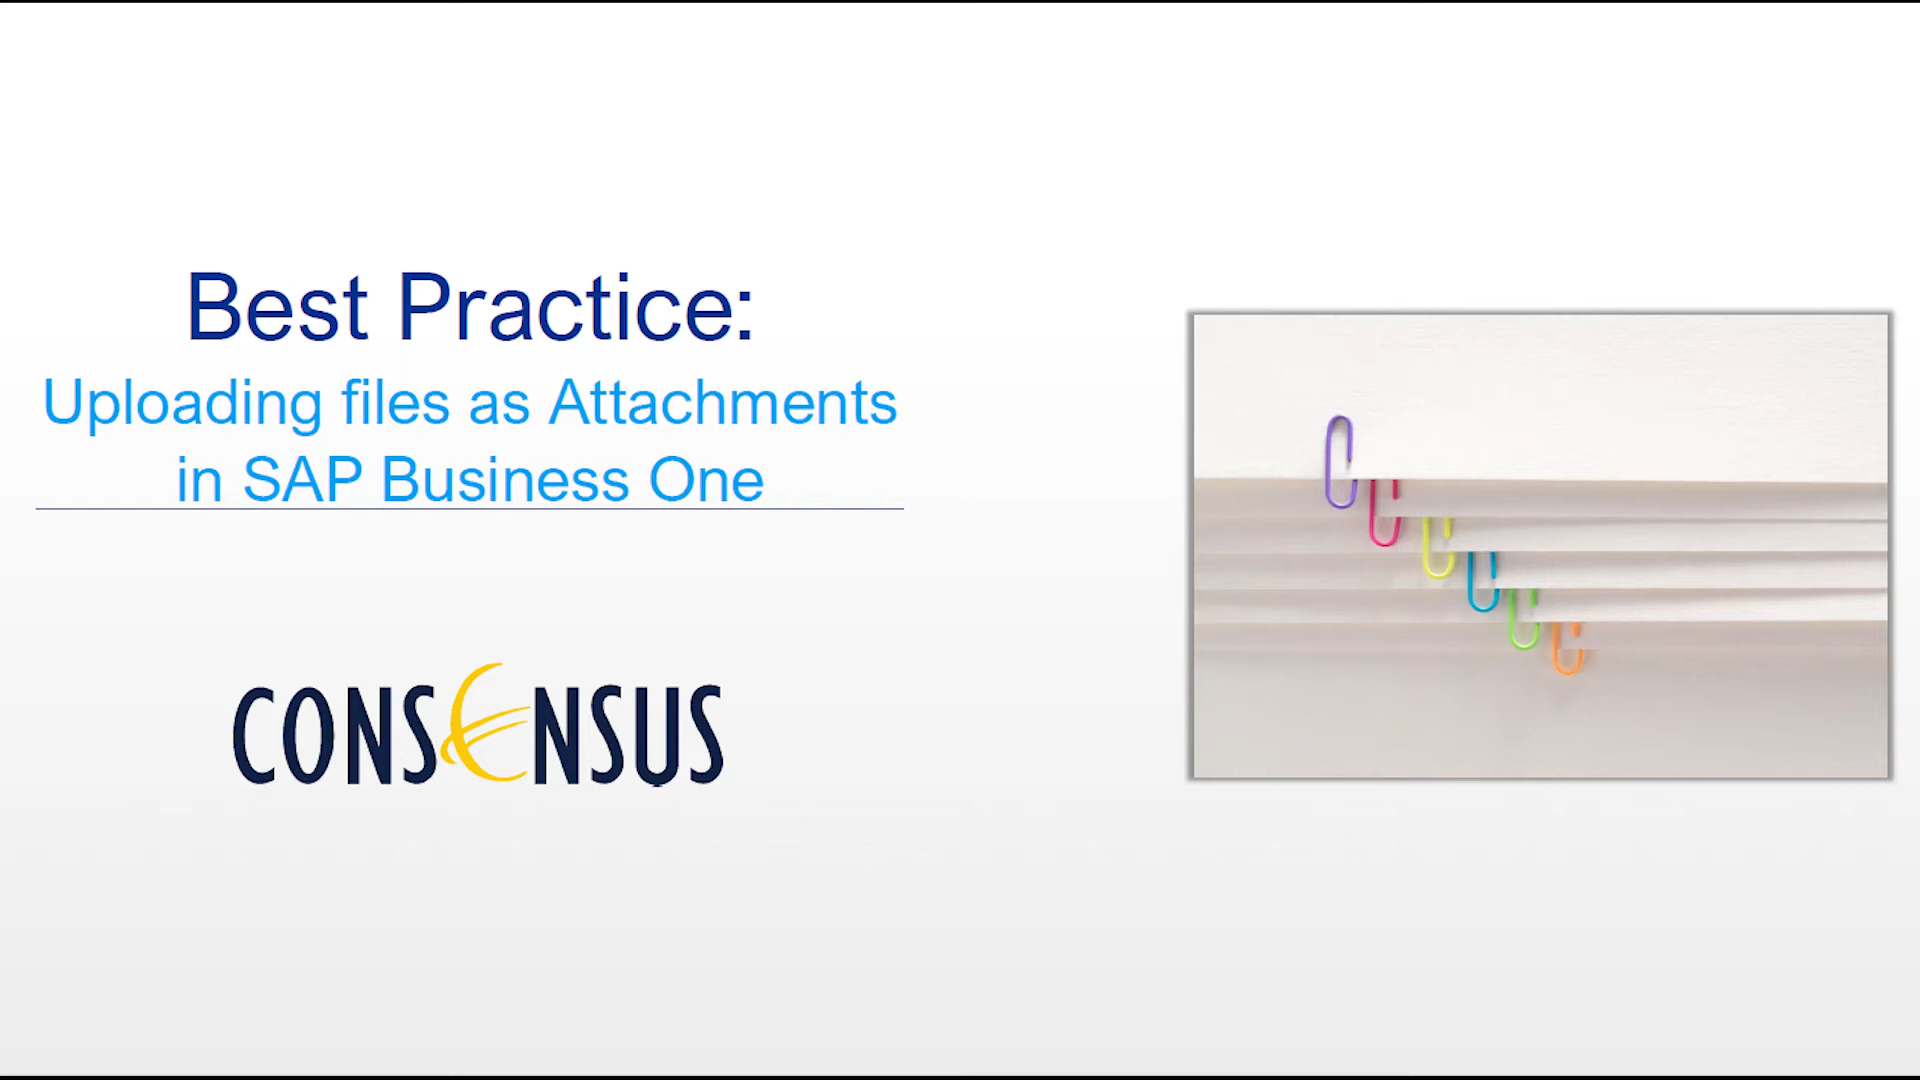 Best Practice:
Uploading files as Attachments
in SAP Business One
CONSENSUS